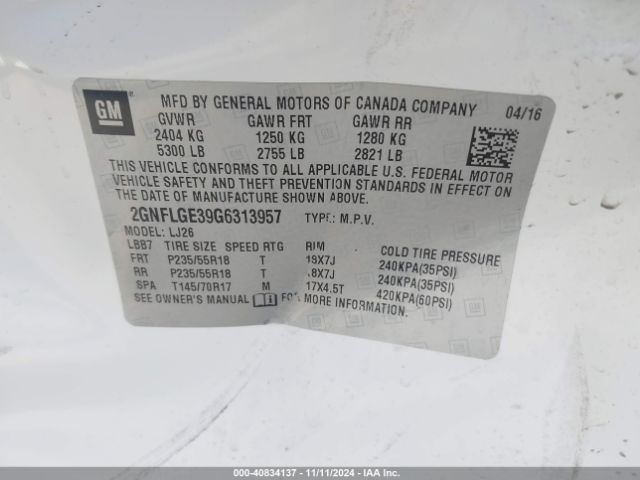 GM
MFD BY GENERAL MOTORS OF CANADA COMPANY 04/16
GVWR GAWR FRT GAWR RR
2404 KG 1250 KG 1280 KG
5300 LB 2755 LB 2821 LB
THIS VEHICLE CONFORMS TO ALL APPLICABLE U.S. FEDERAL MOTOR
VEHICLE SAFETY AND THEFT PREVENTION STANDARDS IN EFFECT ON
THE DATE OF MANUFACTURE SHOWN ABOVE.
2GNFLGE39G6313957 TYPE: M.P.V.
MODEL: LJ26
LBB7 TIRE SIZE SPEED RTG RIM COLD TIRE PRESSURE
FRT P235/55R18 T 18X7J 240KPA(35PSI)
RR P235/55R18 T 8X7J 240KPA(35PSI)
SPA T145/70R17 M 17X4.5T 420KPA(60PSI)
SEE OWNER'S MANUAL FOR MORE INFORMATION.
000-40834137 - 11/11/2024 - IAA Inc.